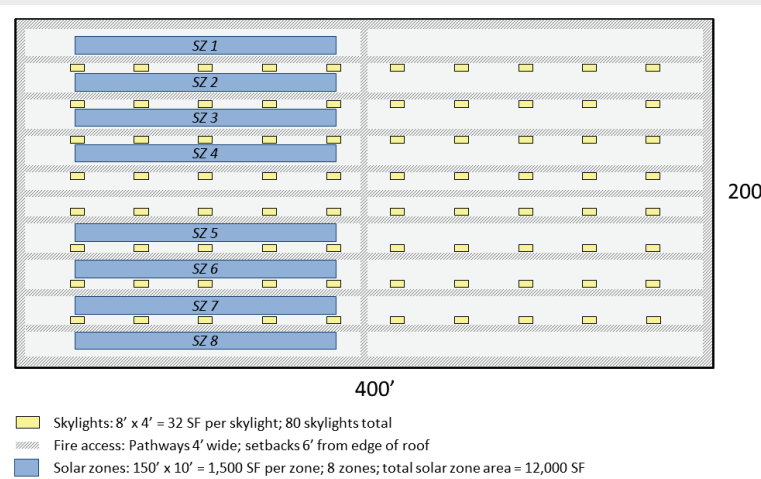 SZ 1
SZ 2
SZ 3
SZ 4
200
SZ 5
SZ 6
SZ 7
SZ 8
400’
Skylights: 8’ x 4’ = 32 SF per skylight; 80 skylights total
Fire access: Pathways 4’ wide; setbacks 6’ from edge of roof
Solar zones: 150’ x 10’ = 1,500 SF per zone; 8 zones; total solar zone area = 12,000 SF